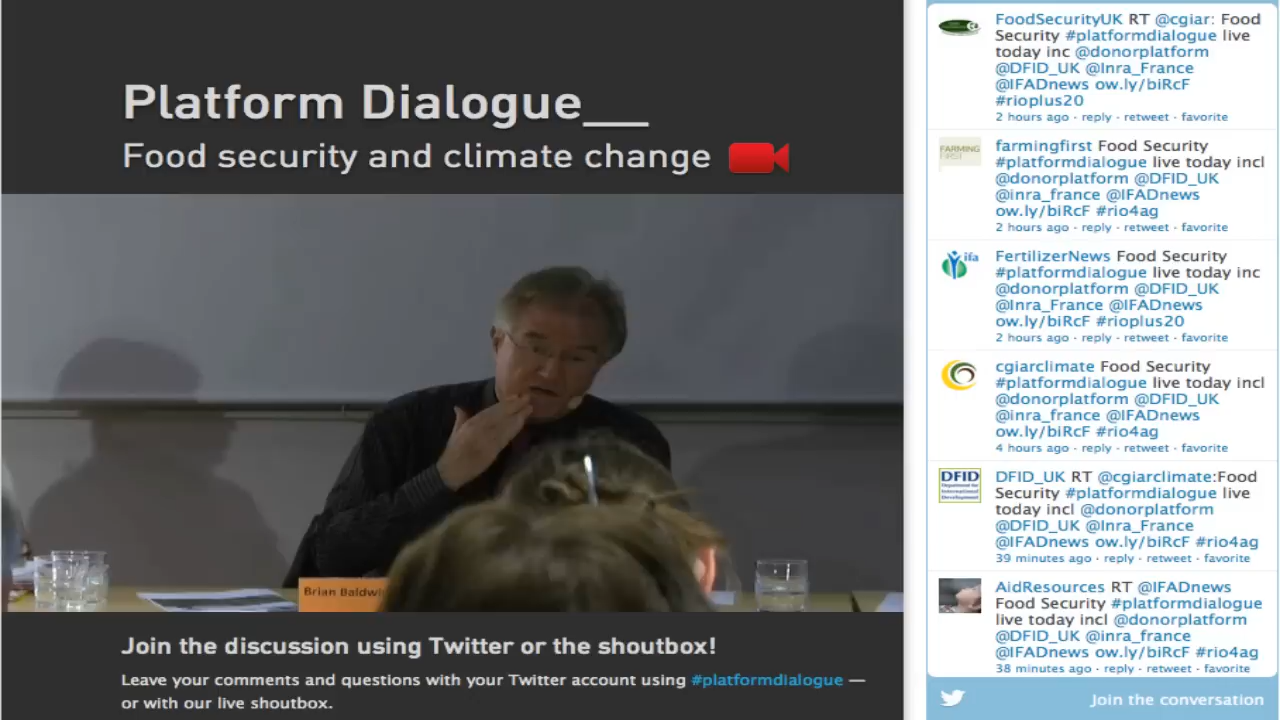 Platform Dialogue__
Food security and climate change
Brian Baldwi
Join the discussion using Twitter or the shoutbox!
Leave your comments and questions with your Twitter account using #platformdialogue —
or with our live shoutbox.
FoodSecurityUK RT @cgiar: Food
Security #platformdialogue live
today inc @donorplatform
@DFID_UK @Inra_France
@IFADnews ow.ly/biRcF
#rioplus20
2 hours ago · reply · retweet · favorite
FARMING
FIRST
farmingfirst Food Security
#platformdialogue live today incl
@donorplatform @DFID_UK
@inra_france @IFADnews
ow.ly/biRcF #rio4ag
2 hours ago · reply · retweet · favorite
ifa
FertilizerNews Food Security
#platformdialogue live today inc
@donorplatform @DFID_UK
@Inra_France @IFADnews
ow.ly/biRcF #rioplus20
2 hours ago · reply · retweet · favorite
cgiarclimate Food Security
#platformdialogue live today incl
@donorplatform @DFID_UK
@inra_france @IFADnews
ow.ly/biRcF #rio4ag
4 hours ago · reply · retweet · favorite
DFID
Department for
International
Development
DFID_UK RT @cgiarclimate:Food
Security #platformdialogue live
today incl @donorplatform
@DFID_UK @Inra_France
@IFADnews ow.ly/biRcF #rio4ag
39 minutes ago · reply · retweet · favorite
AidResources RT @IFADnews
Food Security #platformdialogue
live today incl @donorplatform
@DFID_UK @inra_france
@IFADnews ow.ly/biRcF #rio4ag
38 minutes ago · reply · retweet · favorite
Join the conversation